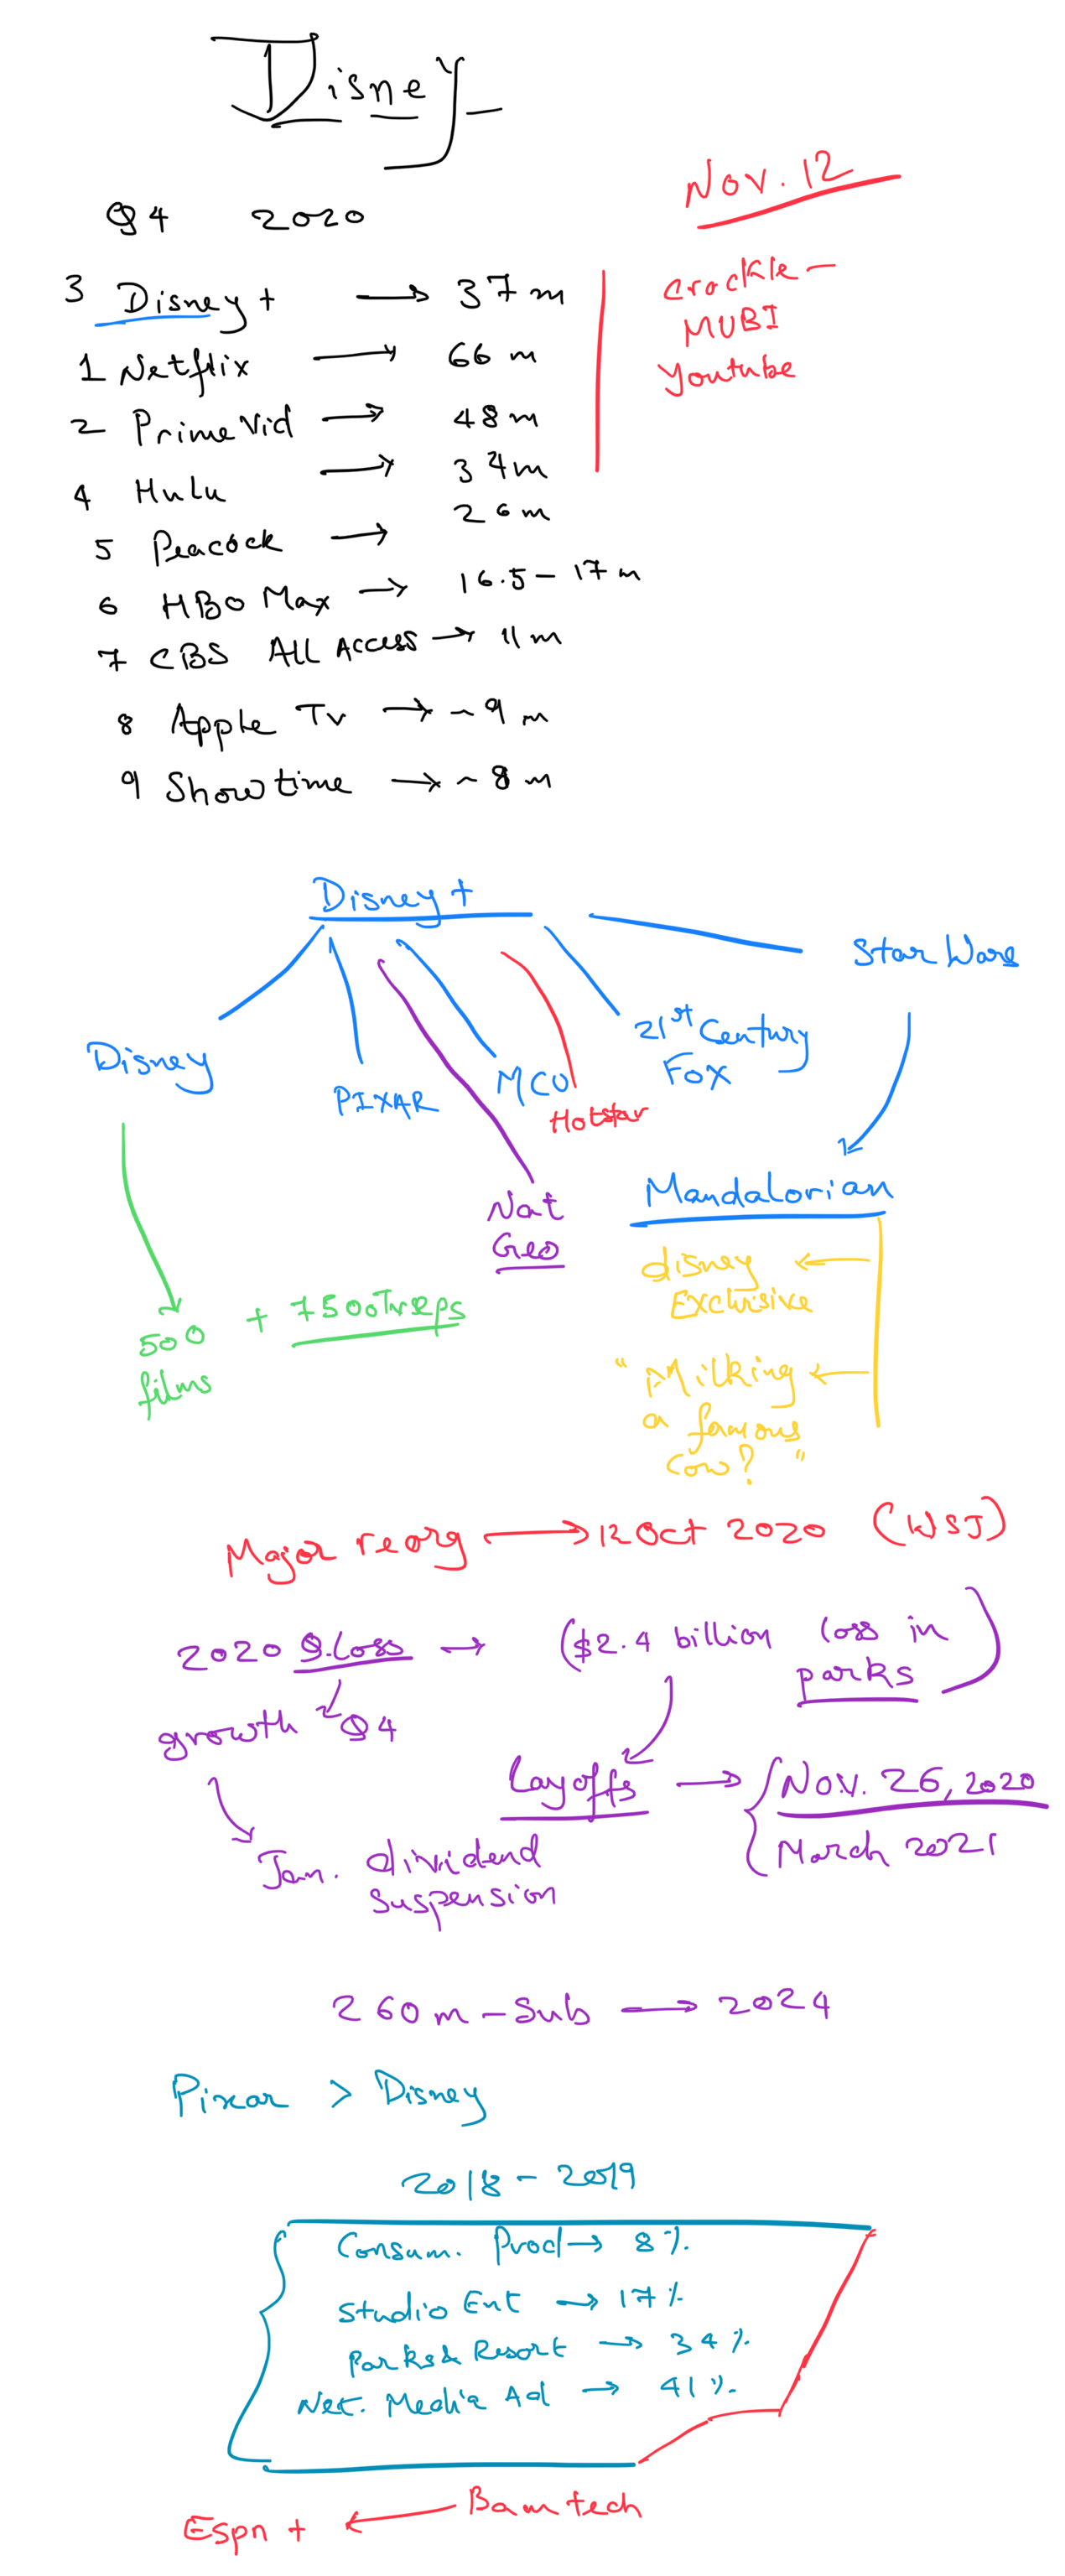 Disney
Nov. 12
Q4 2020
3 Disney + → 37 m
1 Netflix → 66 m
2 Prime Vid → 48 m
4 Hulu → 34 m
5 Peacock → 26 m
6 HBO Max → 16.5 - 17 m
7 CBS ALL Access → 11 m
8 Apple Tv → ~ 9 m
9 Showtime → ~ 8 m
Crackle -
MUBI
Youtube
Disney +
Disney
PIXAR
MCU
Hotstar
21st Century
Fox
Star Wars
Nat
Geo
Mandalorian
disney ←
Exclusive
"Milking ←
a famous
Cow?"
500 + 7500 Tv Eps
films
Major reorg → 12 Oct 2020 (WSJ)
2020 Q.Loss → ($2.4 billion loss in
parks)
growth Q4
Layoffs → Nov. 26, 2020
March 2021
Jan. dividend
Suspension
260 m - Sub → 2024
Pixar > Disney
2018 - 2019
Consum. Prod → 8 %.
Studio Ent → 17 %
Parks & Resort → 34 %
Net. Media Ad → 41 %.
Espn + ← Bamtech